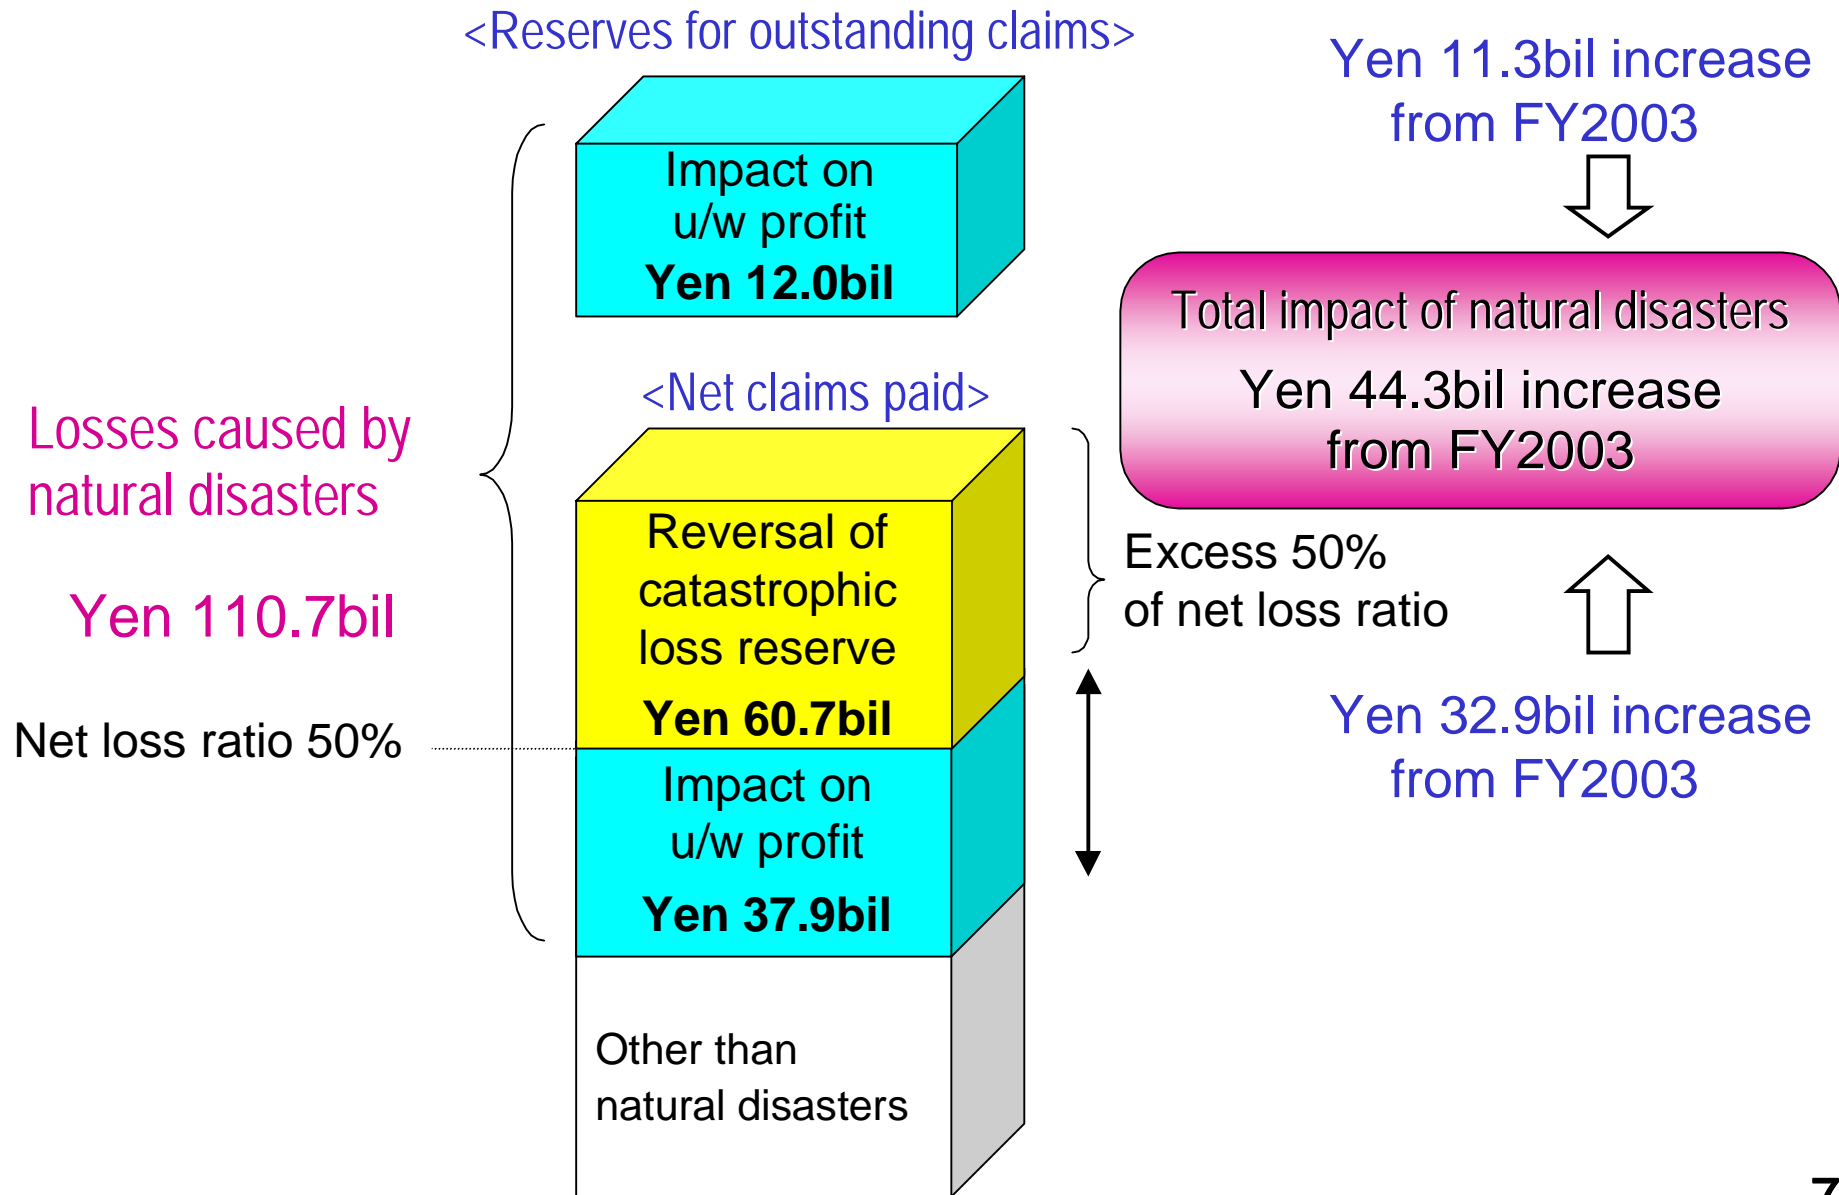 <Reserves for outstanding claims>
Yen 11.3bil increase
from FY2003
Impact on
u/w profit
Yen 12.0bil
Total impact of natural disasters
Yen 44.3bil increase
from FY2003
<Net claims paid>
Losses caused by
natural disasters
Yen 110.7bil
Reversal of
catastrophic
loss reserve
Yen 60.7bil
Excess 50%
of net loss ratio
Net loss ratio 50%
Yen 32.9bil increase
from FY2003
Impact on
u/w profit
Yen 37.9bil
Other than
natural disasters
7